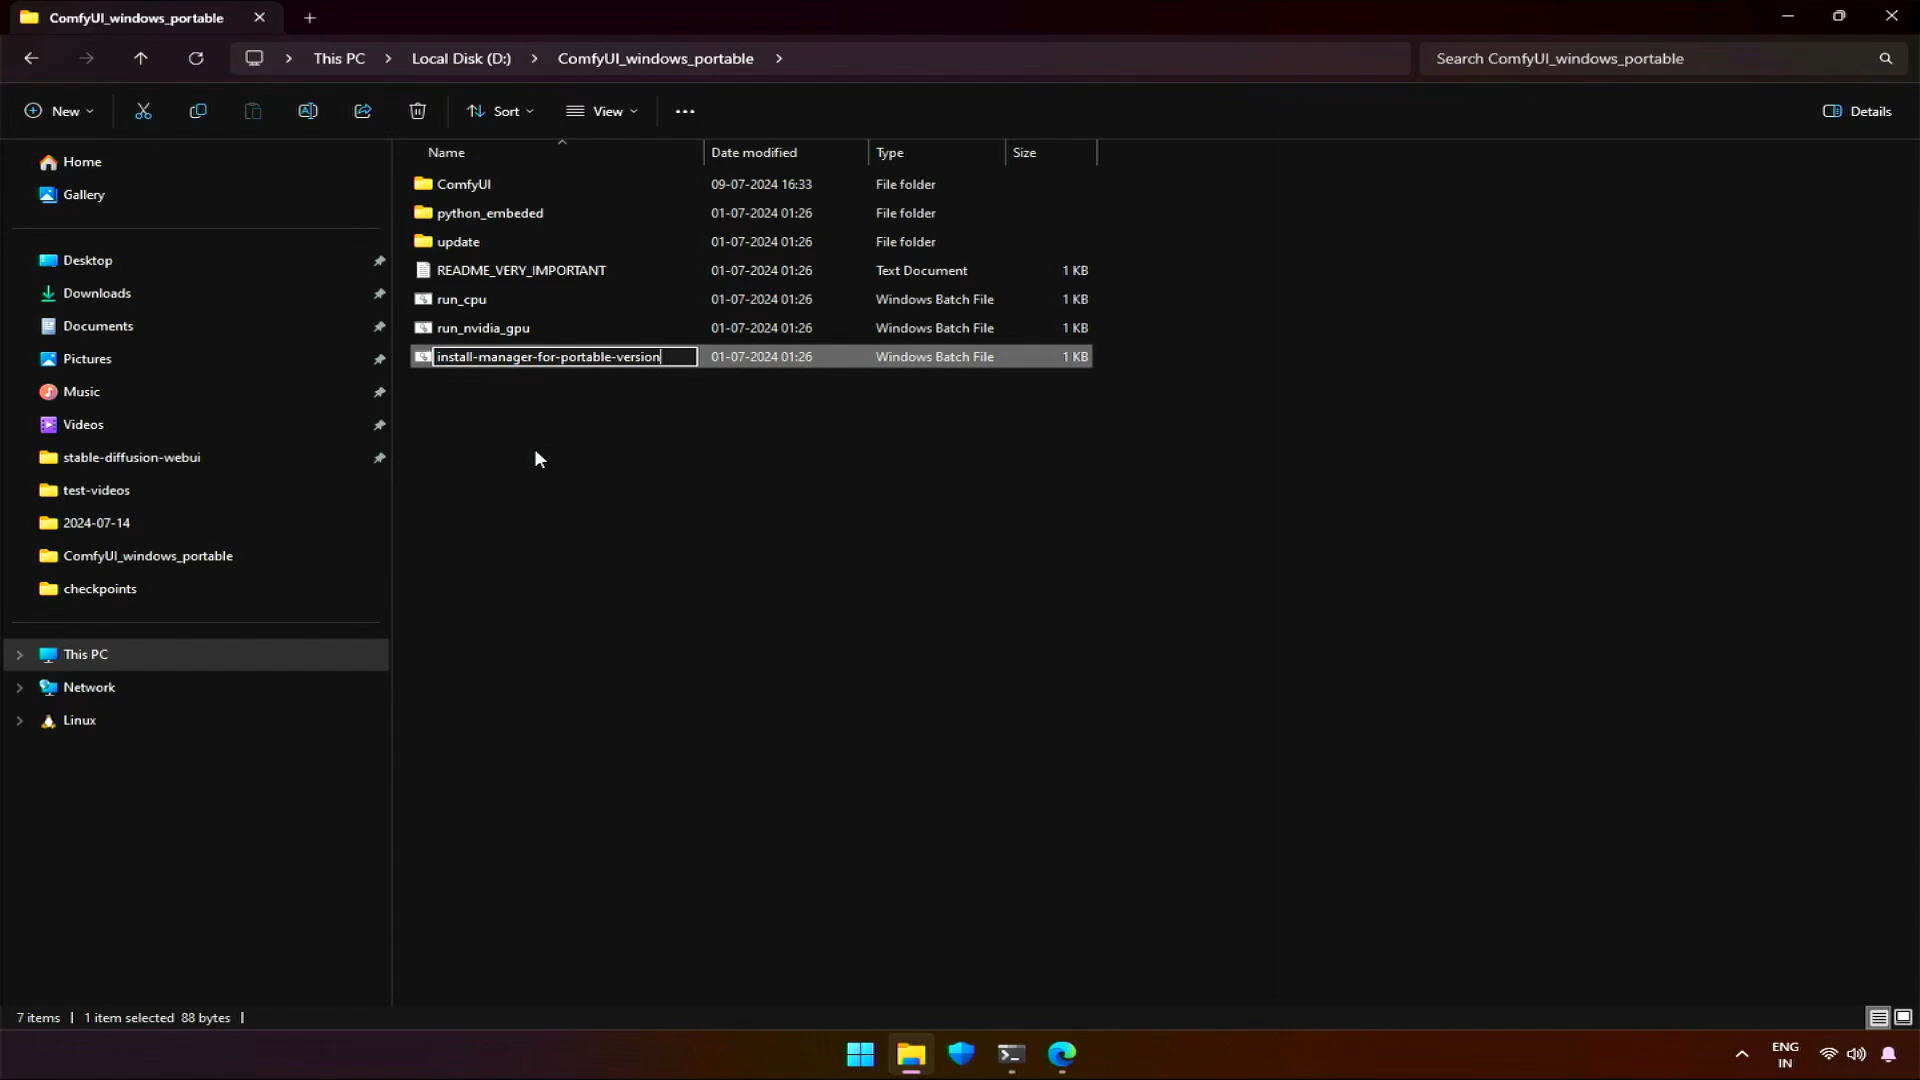 ComfyUI_windows_portable
This PC
Local Disk (D:)
ComfyUI_windows_portable
Search ComfyUI_windows_portable
New
Sort
View
Details
Name
Date modified
Type
Size
ComfyUI 09-07-2024 16:33 File folder
python_embeded 01-07-2024 01:26 File folder
update 01-07-2024 01:26 File folder
README_VERY_IMPORTANT 01-07-2024 01:26 Text Document 1 KB
run_cpu 01-07-2024 01:26 Windows Batch File 1 KB
run_nvidia_gpu 01-07-2024 01:26 Windows Batch File 1 KB
install-manager-for-portable-version 01-07-2024 01:26 Windows Batch File 1 KB
Home
Gallery
Desktop
Downloads
Documents
Pictures
Music
Videos
stable-diffusion-webui
test-videos
2024-07-14
ComfyUI_windows_portable
checkpoints
This PC
Network
Linux
7 items | 1 item selected 88 bytes |
ENG
IN